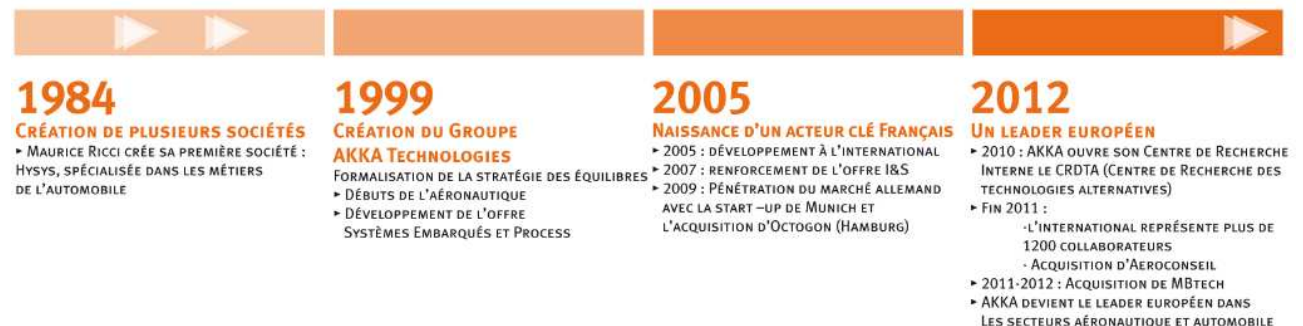 1984
CRÉATION DE PLUSIEURS SOCIÉTÉS
► MAURICE RICCI CRÉE SA PREMIÈRE SOCIÉTÉ :
HYSYS, SPÉCIALISÉE DANS LES MÉTIERS
DE L'AUTOMOBILE
1999
CRÉATION DU GROUPE
AKKA TECHNOLOGIES
FORMALISATION DE LA STRATÉGIE DES ÉQUILIBRES
► DÉBUTS DE L'AÉRONAUTIQUE
► DÉVELOPPEMENT DE L'OFFRE
SYSTÈMES EMBARQUÉS ET PROCESS
2005
NAISSANCE D'UN ACTEUR CLÉ FRANÇAIS
► 2005 : DÉVELOPPEMENT À L'INTERNATIONAL
► 2007 : RENFORCEMENT DE L'OFFRE I&S
► 2009 : PÉNÉTRATION DU MARCHÉ ALLEMAND
AVEC LA START –UP DE MUNICH ET
L'ACQUISITION D'OCTOGON (HAMBURG)
2012
UN LEADER EUROPÉEN
► 2010 : AKKA OUVRE SON CENTRE DE RECHERCHE
INTERNE LE CRDTA (CENTRE DE RECHERCHE DES
TECHNOLOGIES ALTERNATIVES)
► FIN 2011 :
-L'INTERNATIONAL REPRÉSENTE PLUS DE
1200 COLLABORATEURS
- ACQUISITION D'AEROCONSEIL
► 2011-2012 : ACQUISITION DE MBTECH
► AKKA DEVIENT LE LEADER EUROPÉEN DANS
LES SECTEURS AÉRONAUTIQUE ET AUTOMOBILE